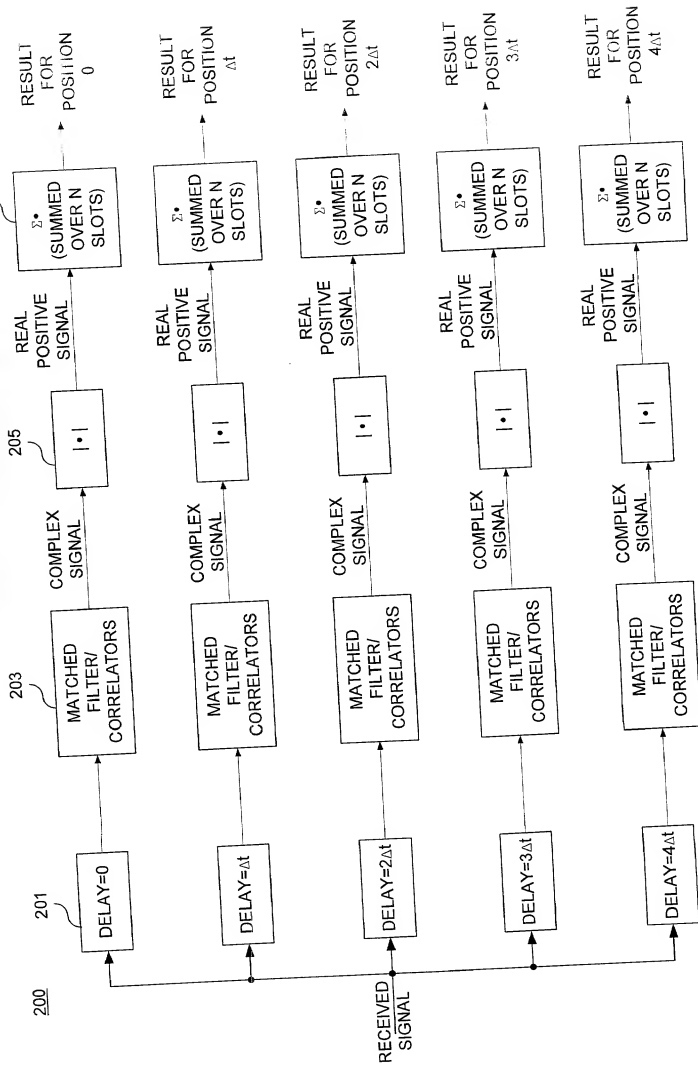 200
RECEIVED
SIGNAL
201
203
205
DELAY=0
MATCHED
FILTER/
CORRELATORS
COMPLEX
SIGNAL
|•|
REAL
POSITIVE
SIGNAL
Σ•
(SUMMED
OVER N
SLOTS)
RESULT
FOR
POSITION
0
DELAY=Δt
MATCHED
FILTER/
CORRELATORS
COMPLEX
SIGNAL
|•|
REAL
POSITIVE
SIGNAL
Σ•
(SUMMED
OVER N
SLOTS)
RESULT
FOR
POSITION
Δt
DELAY=2Δt
MATCHED
FILTER/
CORRELATORS
COMPLEX
SIGNAL
|•|
REAL
POSITIVE
SIGNAL
Σ•
(SUMMED
OVER N
SLOTS)
RESULT
FOR
POSITION
2Δt
DELAY=3Δt
MATCHED
FILTER/
CORRELATORS
COMPLEX
SIGNAL
|•|
REAL
POSITIVE
SIGNAL
Σ•
(SUMMED
OVER N
SLOTS)
RESULT
FOR
POSITION
3Δt
DELAY=4Δt
MATCHED
FILTER/
CORRELATORS
COMPLEX
SIGNAL
|•|
REAL
POSITIVE
SIGNAL
Σ•
(SUMMED
OVER N
SLOTS)
RESULT
FOR
POSITION
4Δt